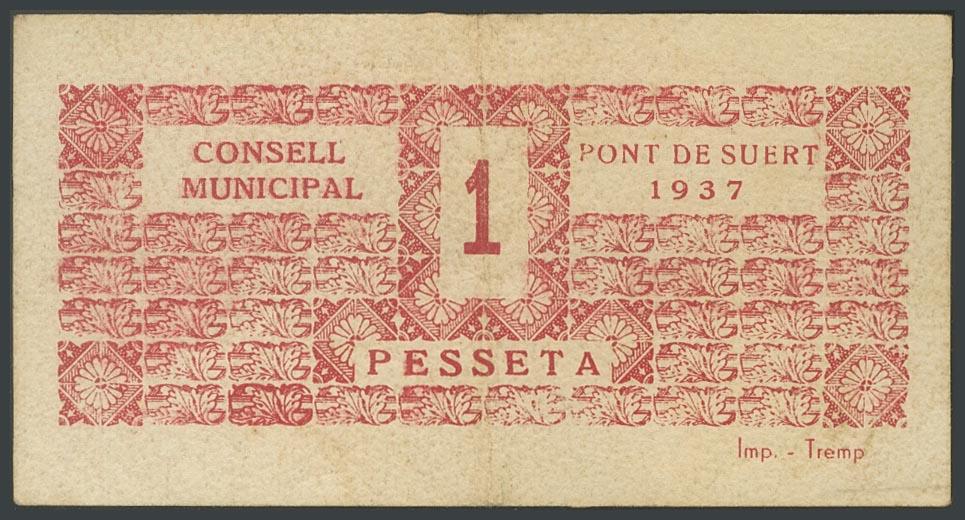 CONSELL
MUNICIPAL
1
PONT DE SUERT
1937
PESSETA
Imp. - Tremp